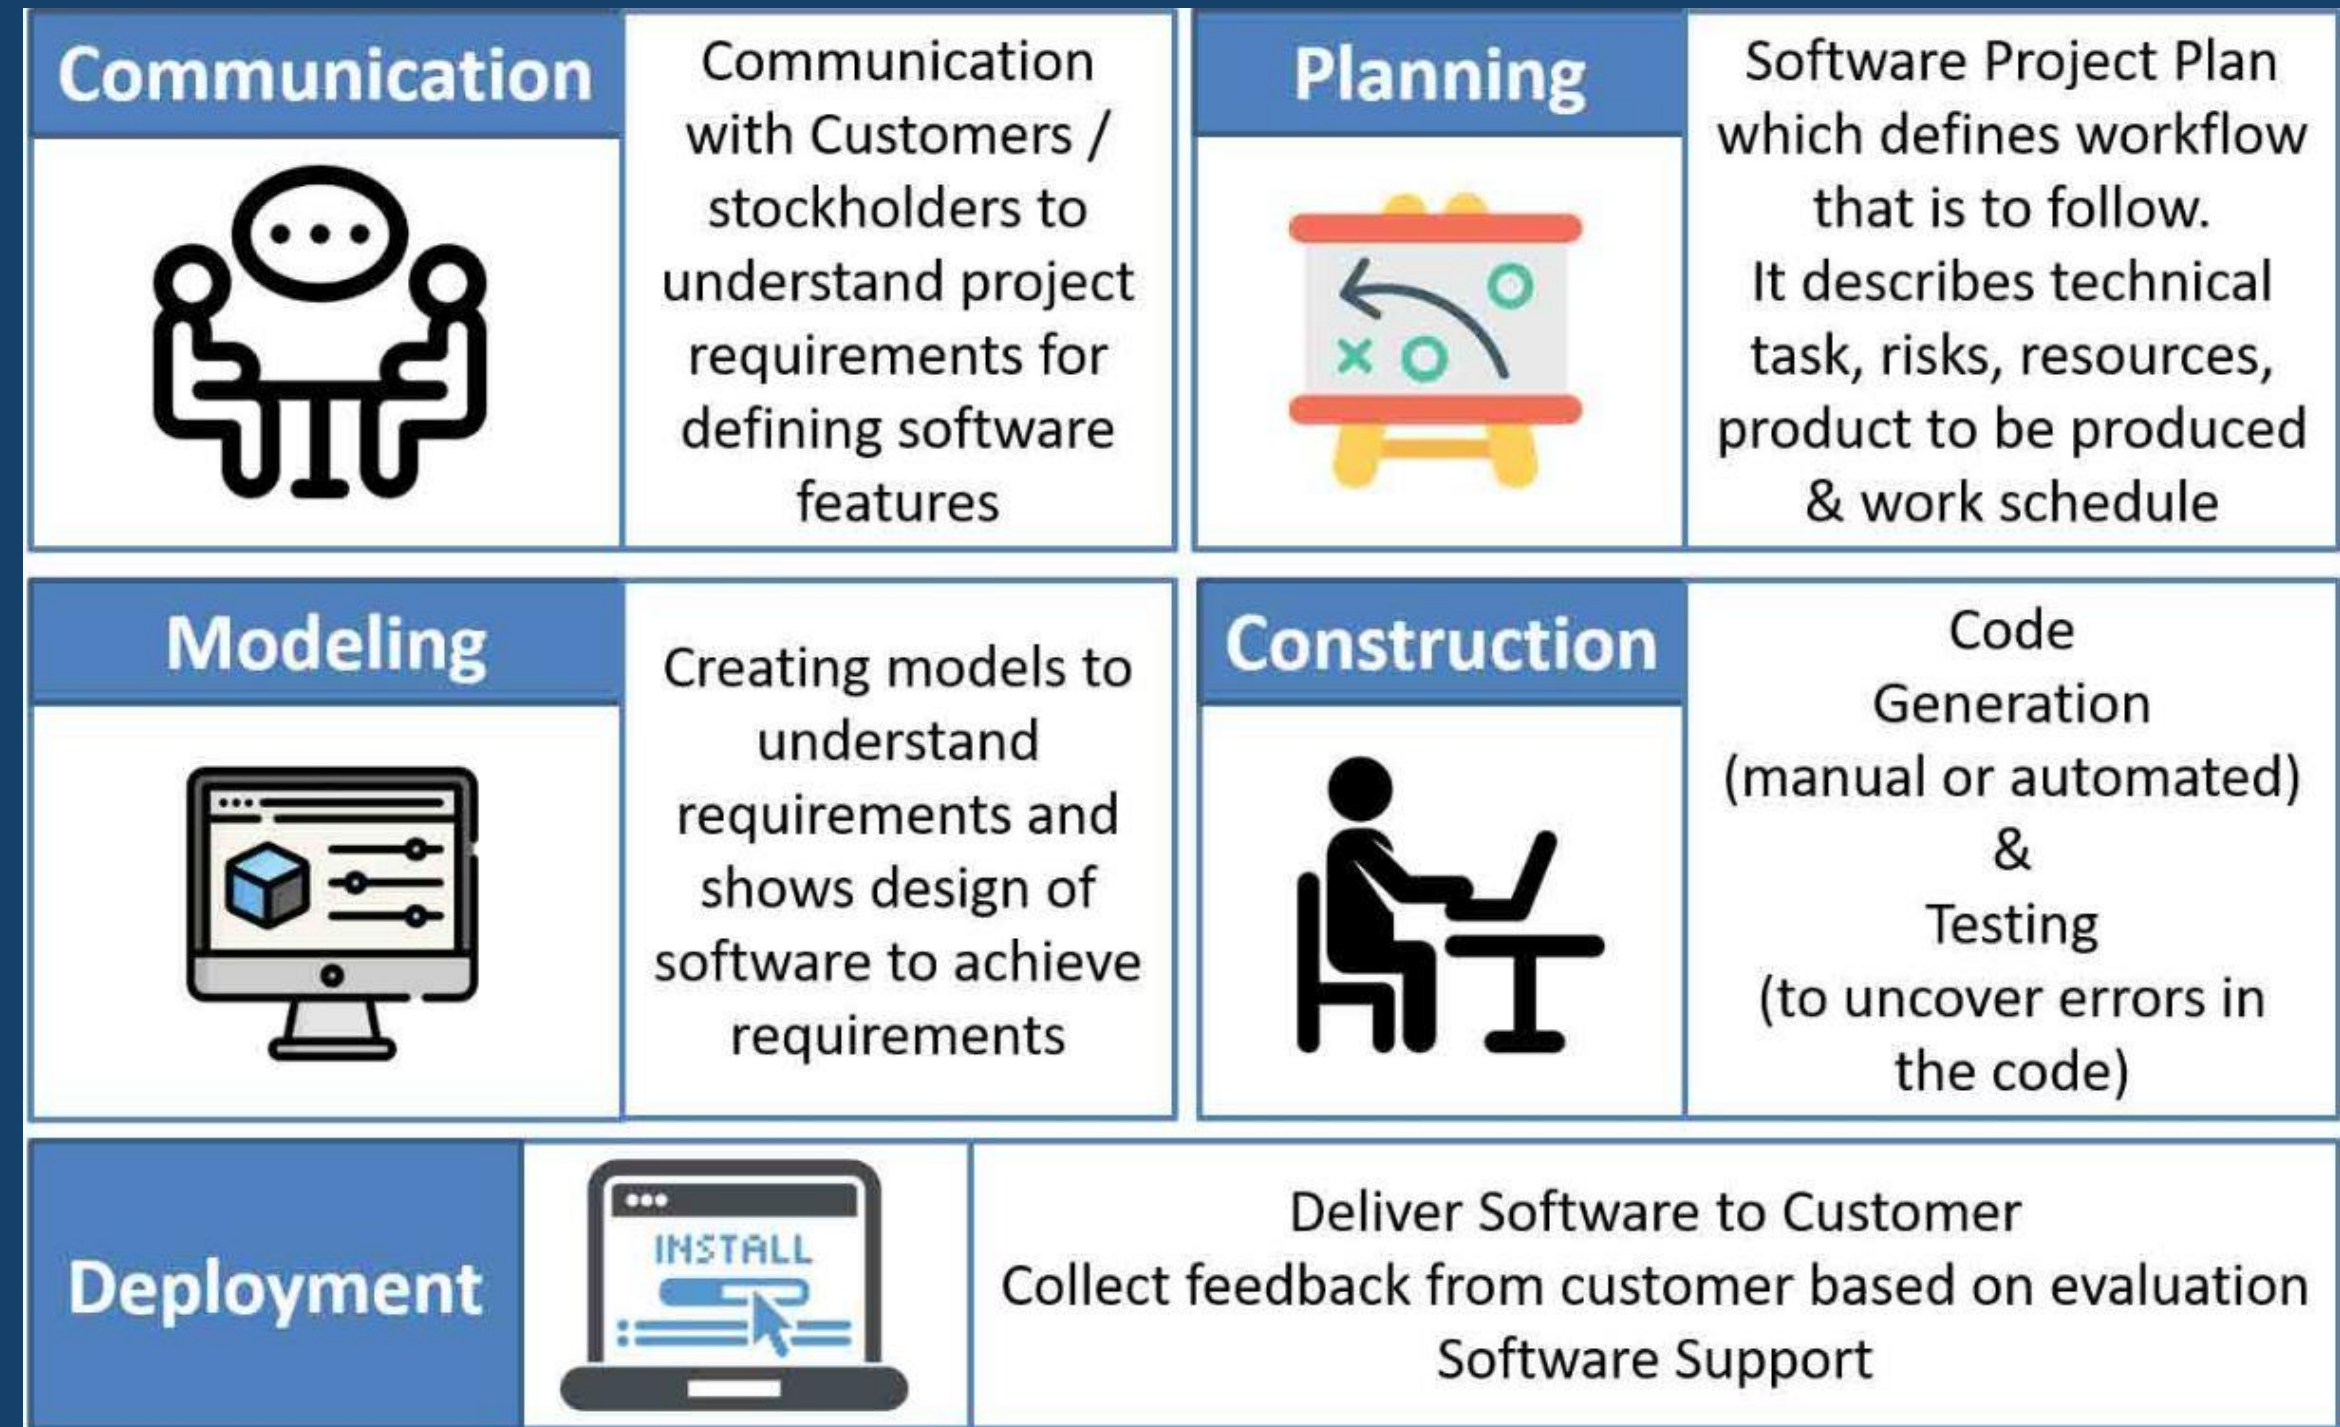 Communication
Communication
with Customers /
stockholders to
understand project
requirements for
defining software
features
Planning
Software Project Plan
which defines workflow
that is to follow.
It describes technical
task, risks, resources,
product to be produced
& work schedule
Modeling
Creating models to
understand
requirements and
shows design of
software to achieve
requirements
Construction
Code
Generation
(manual or automated)
&
Testing
(to uncover errors in
the code)
Deployment
INSTALL
Deliver Software to Customer
Collect feedback from customer based on evaluation
Software Support